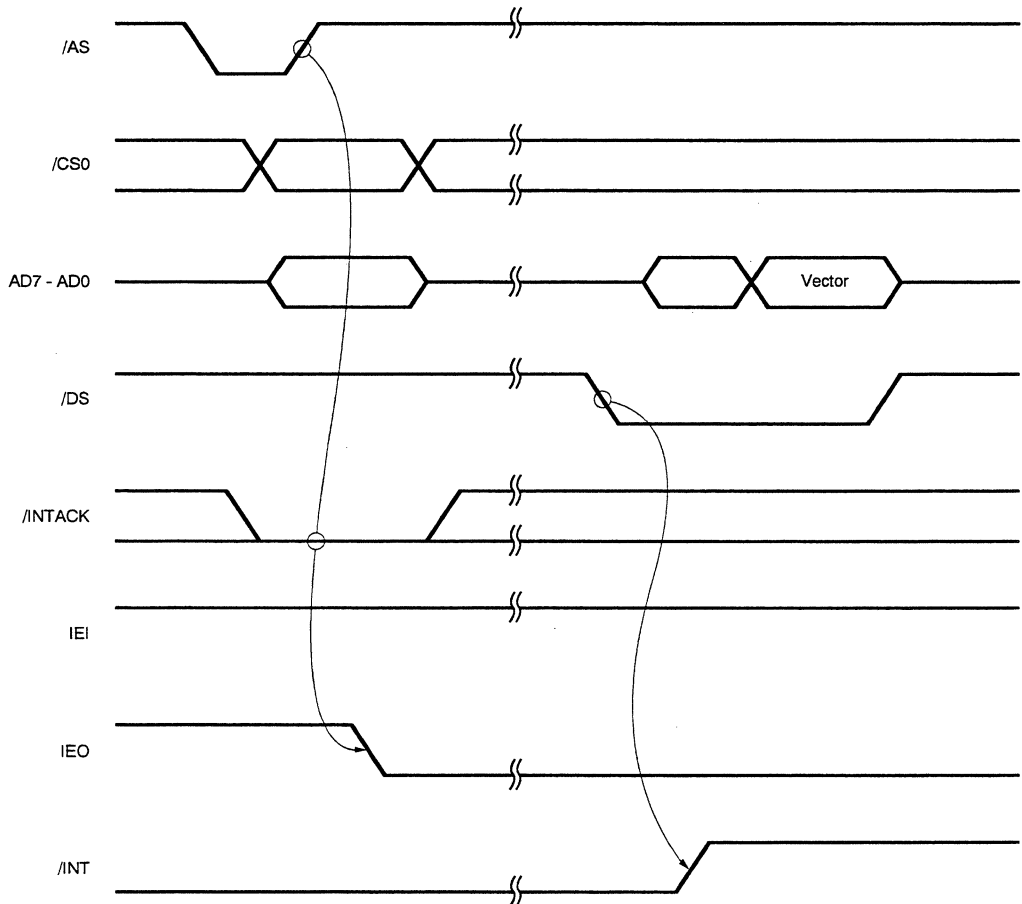 /AS
/CS0
AD7 - AD0
Vector
/DS
/INTACK
IEI
IEO
/INT